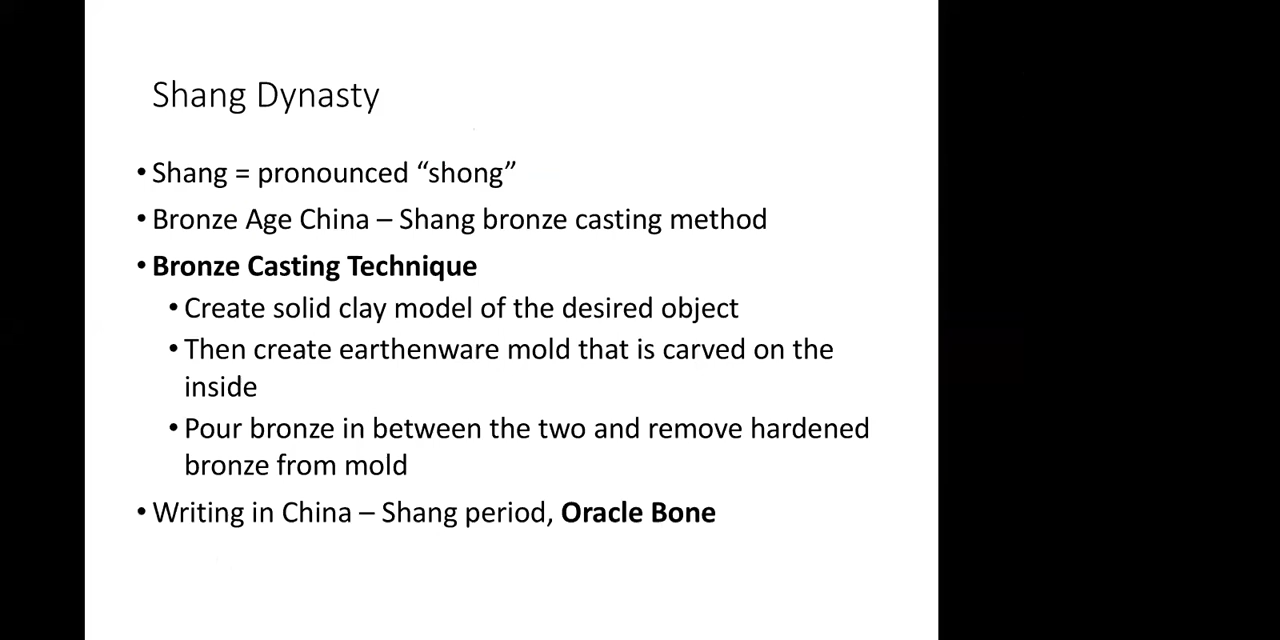 Shang Dynasty
• Shang = pronounced “shong”
• Bronze Age China – Shang bronze casting method
• Bronze Casting Technique
• Create solid clay model of the desired object
• Then create earthenware mold that is carved on the
inside
• Pour bronze in between the two and remove hardened
bronze from mold
• Writing in China – Shang period, Oracle Bone